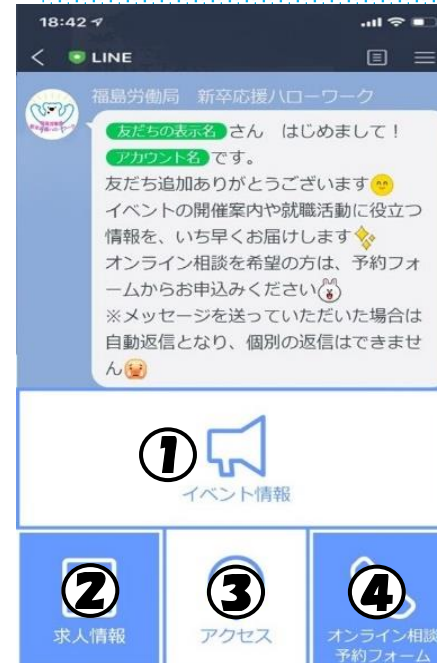 18:42
LINE
福島労働局 新卒応援ハローワーク
友だちの表示名 さん はじめまして！
アカウント名 です。
友だち追加ありがとうございます
イベントの開催案内や就職活動に役立つ
情報を、いち早くお届けします
オンライン相談を希望の方は、予約フォ
ームからお申込みください
※メッセージを送っていただいた場合は
自動返信となり、個別の返信はできませ
ん
①
イベント情報
② ③ ④
求人情報 アクセス オンライン相談
予約フォーム